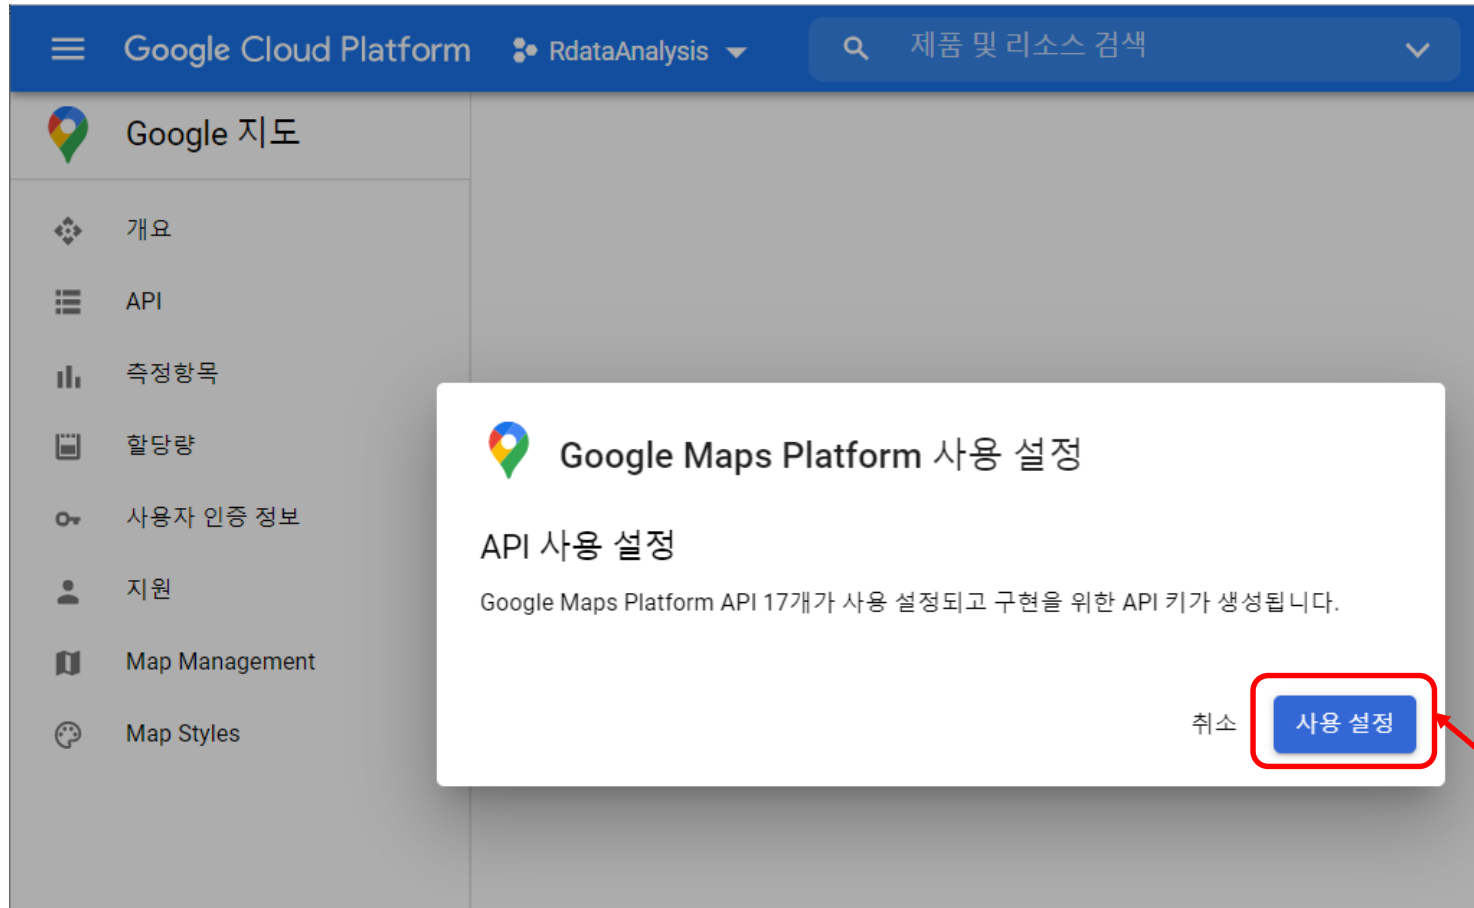 Google Cloud Platform RdataAnalysis 제품 및 리소스 검색
Google 지도
개요
API
측정항목
할당량
사용자 인증 정보
지원
Map Management
Map Styles
Google Maps Platform 사용 설정
API 사용 설정
Google Maps Platform API 17개가 사용 설정되고 구현을 위한 API 키가 생성됩니다.
취소 사용 설정